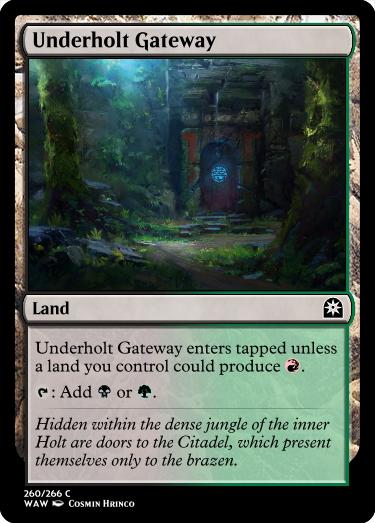 Underholt Gateway
Land
Underholt Gateway enters tapped unless
a land you control could produce .
: Add or .
Hidden within the dense jungle of the inner
Holt are doors to the Citadel, which present
themselves only to the brazen.
260/266 C
WAW Cosmin Hrinco